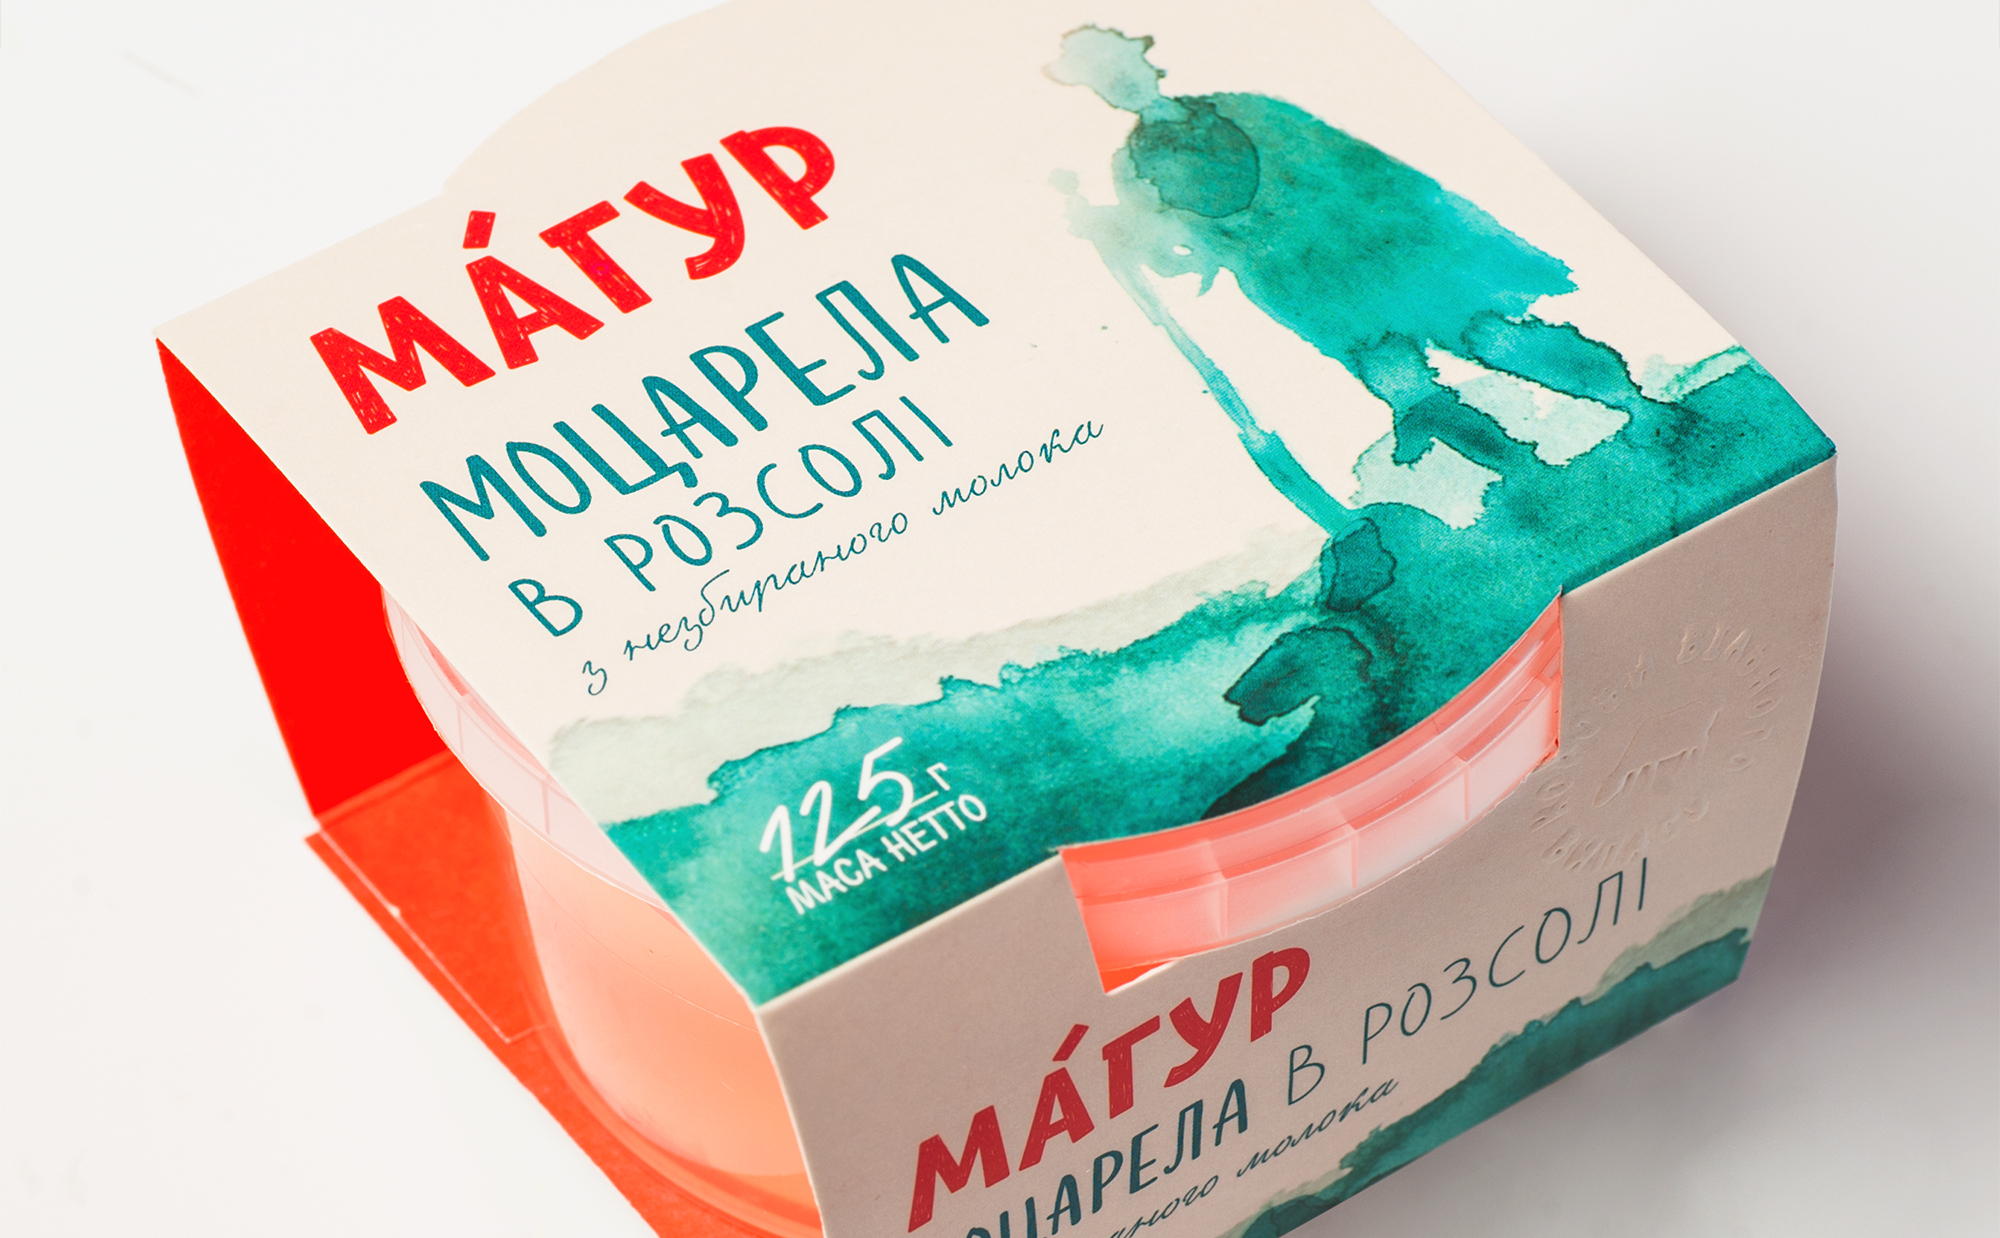 МА́ГУР
МОЦАРЕЛА
В РОЗСОЛІ
з незбираного молока
125 г
МАСА НЕТТО
МА́ГУР
МОЦАРЕЛА В РОЗСОЛІ
молока